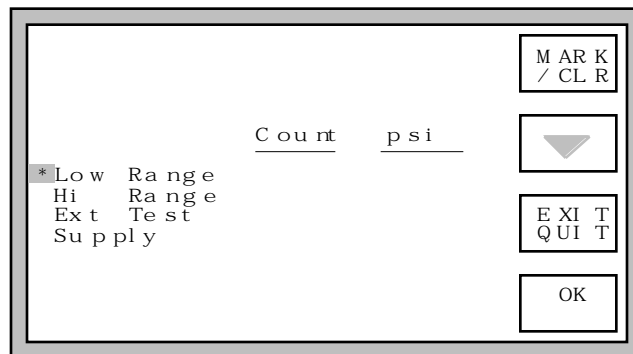 MARK
/CLR
Count psi
*Low Range
Hi Range
Ext Test
Supply
EXIT
QUIT
OK